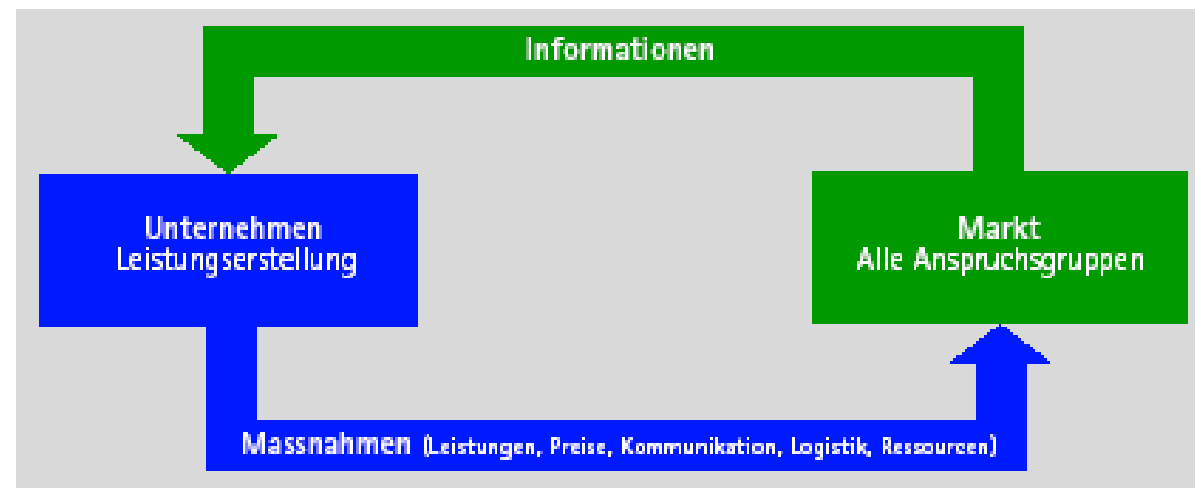 Informationen
Unternehmen
Leistungserstellung
Markt
Alle Anspruchsgruppen
Massnahmen (Leistungen, Preise, Kommunikation, Logistik, Ressourcen)